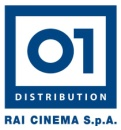 01
DISTRIBUTION
RAI CINEMA S.p.A.